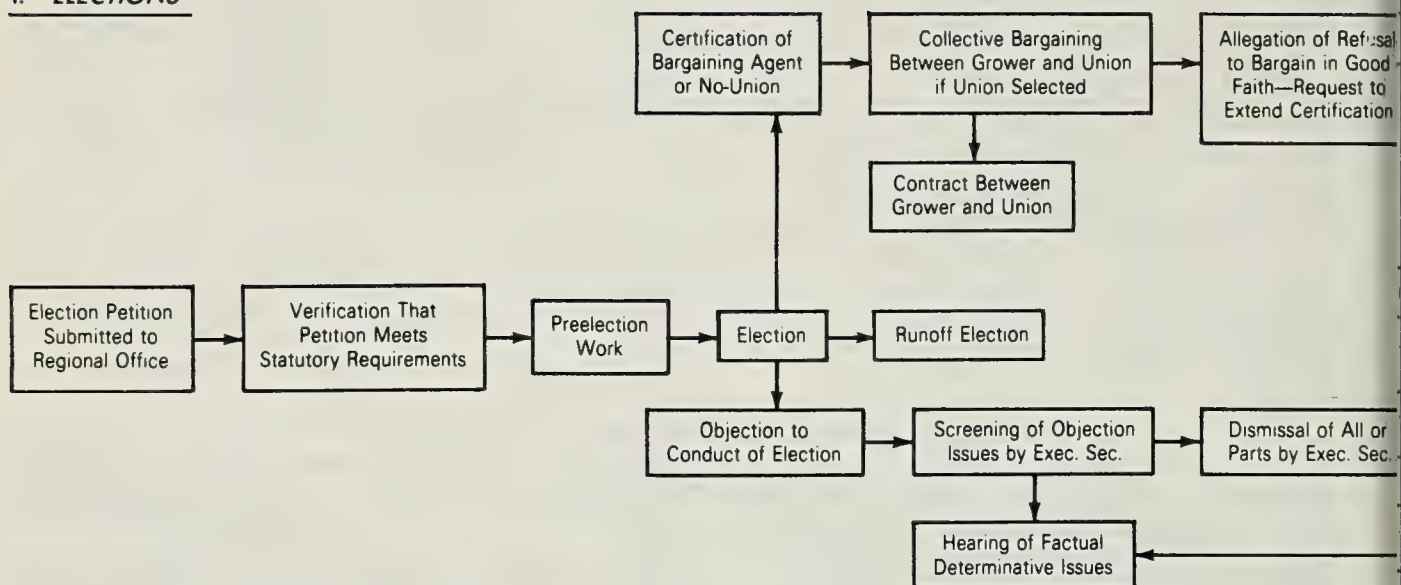 ELECTIONS
Certification of
Bargaining Agent
or No-Union
Collective Bargaining
Between Grower and Union
if Union Selected
Allegation of Refusal
to Bargain in Good
Faith—Request to
Extend Certification
Contract Between
Grower and Union
Election Petition
Submitted to
Regional Office
Verification That
Petition Meets
Statutory Requirements
Preelection
Work
Election
Runoff Election
Objection to
Conduct of Election
Screening of Objection
Issues by Exec. Sec.
Dismissal of All or
Parts by Exec. Sec.
Hearing of Factual
Determinative Issues